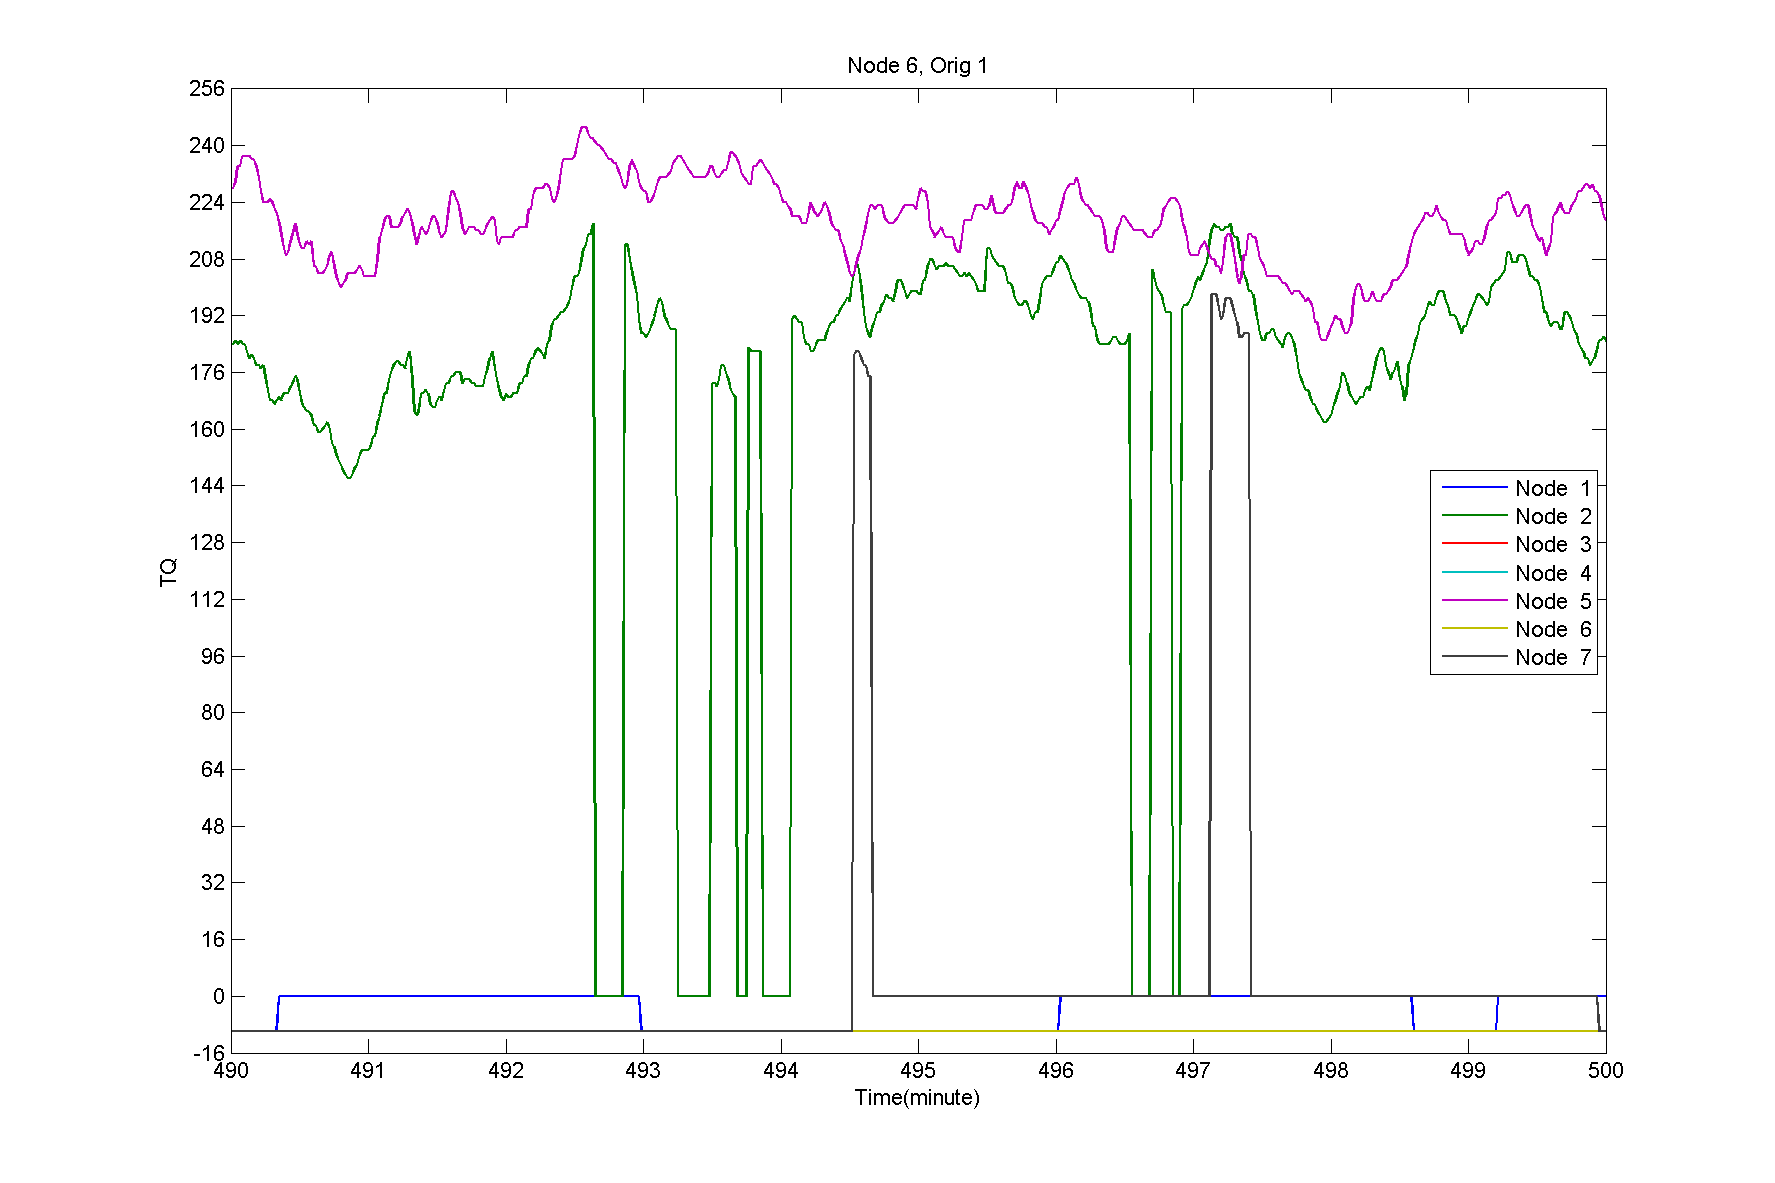 Node 6, Orig 1
256
240
224
208
192
176
160
144
128
112
96
80
64
48
32
16
0
-16
TQ
Node 1
Node 2
Node 3
Node 4
Node 5
Node 6
Node 7
490 491 492 493 494 495 496 497 498 499 500
Time(minute)